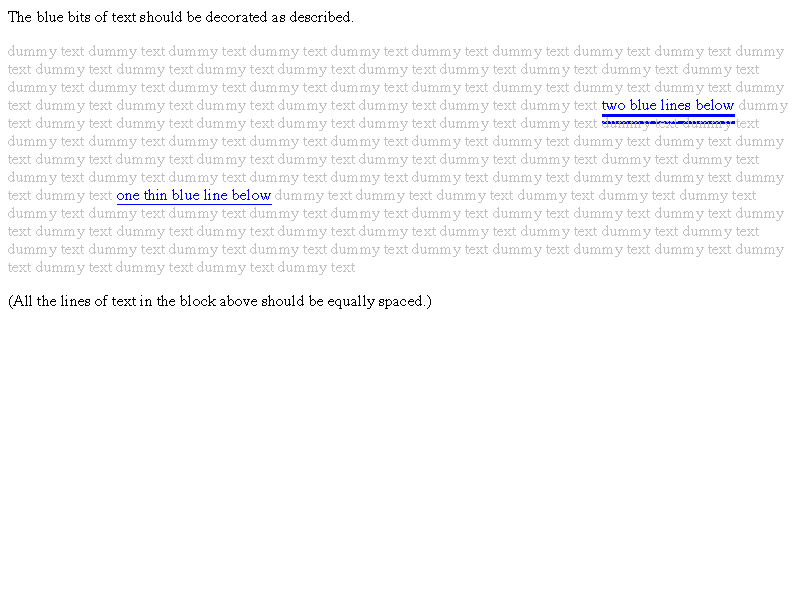 The blue bits of text should be decorated as described.
dummy text dummy text dummy text dummy text dummy text dummy text dummy text dummy text dummy text dummy
text dummy text dummy text dummy text dummy text dummy text dummy text dummy text dummy text dummy text
dummy text dummy text dummy text dummy text dummy text dummy text dummy text dummy text dummy text dummy
text dummy text dummy text dummy text dummy text dummy text dummy text dummy text two blue lines below dummy
text dummy text dummy text dummy text dummy text dummy text dummy text dummy text dummy text dummy text
dummy text dummy text dummy text dummy text dummy text dummy text dummy text dummy text dummy text dummy
text dummy text dummy text dummy text dummy text dummy text dummy text dummy text dummy text dummy text
dummy text dummy text dummy text dummy text dummy text dummy text dummy text dummy text dummy text dummy
text dummy text one thin blue line below dummy text dummy text dummy text dummy text dummy text dummy text
dummy text dummy text dummy text dummy text dummy text dummy text dummy text dummy text dummy text dummy
text dummy text dummy text dummy text dummy text dummy text dummy text dummy text dummy text dummy text
dummy text dummy text dummy text dummy text dummy text dummy text dummy text dummy text dummy text dummy
text dummy text dummy text dummy text dummy text
(All the lines of text in the block above should be equally spaced.)